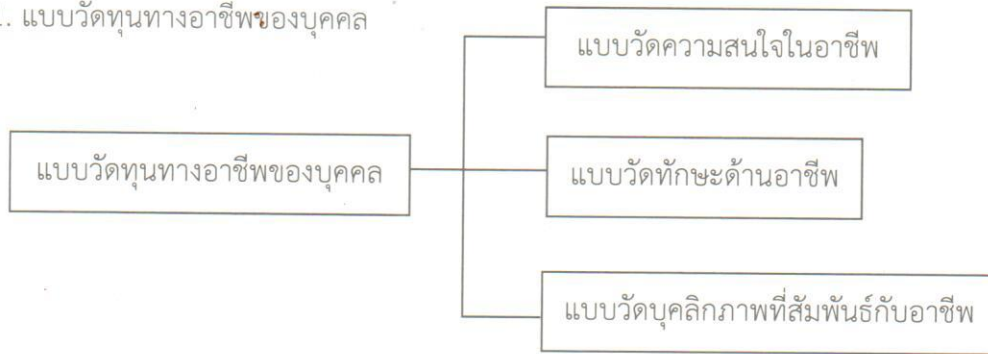 . แบบวัดทุนทางอาชีพของบุคคล
แบบวัดความสนใจในอาชีพ
แบบวัดทุนทางอาชีพของบุคคล
แบบวัดทักษะด้านอาชีพ
แบบวัดบุคลิกภาพที่สัมพันธ์กับอาชีพ